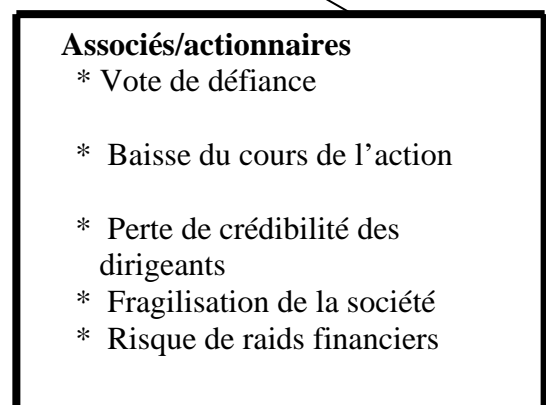 Associés/actionnaires
* Vote de défiance
* Baisse du cours de l’action
* Perte de crédibilité des
dirigeants
* Fragilisation de la société
* Risque de raids financiers